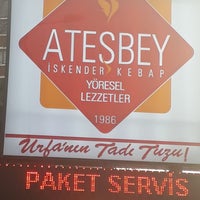 ATESBEY
İSKENDER KEBAP
YÖRESEL
LEZZETLER
1986
Urfa'nın Tadı Tuzu!
PAKET SERVİS